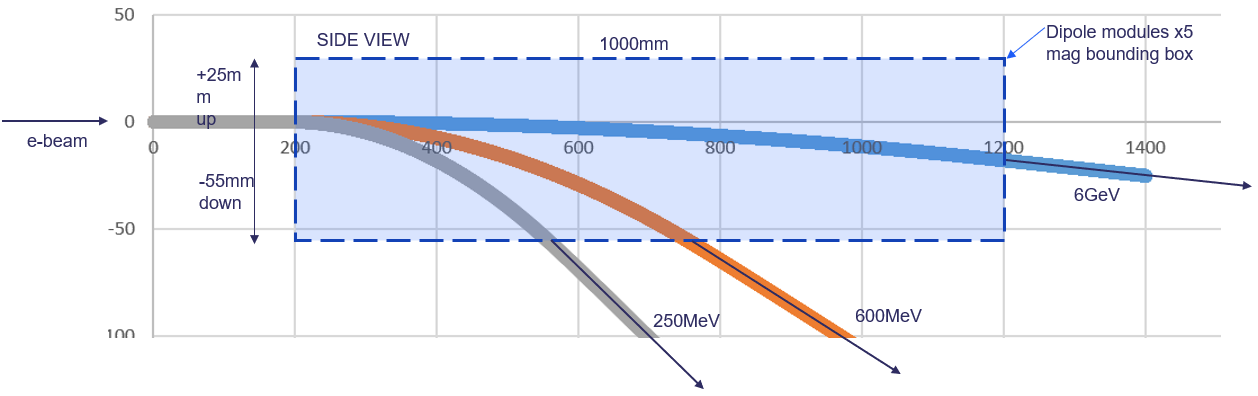 50
SIDE VIEW
1000mm
Dipole modules x5
mag bounding box
+25m
m
up
0
e-beam
0
200
400
600
800
1000
1200
1400
-55mm
down
6GeV
-50
250MeV
600MeV
100